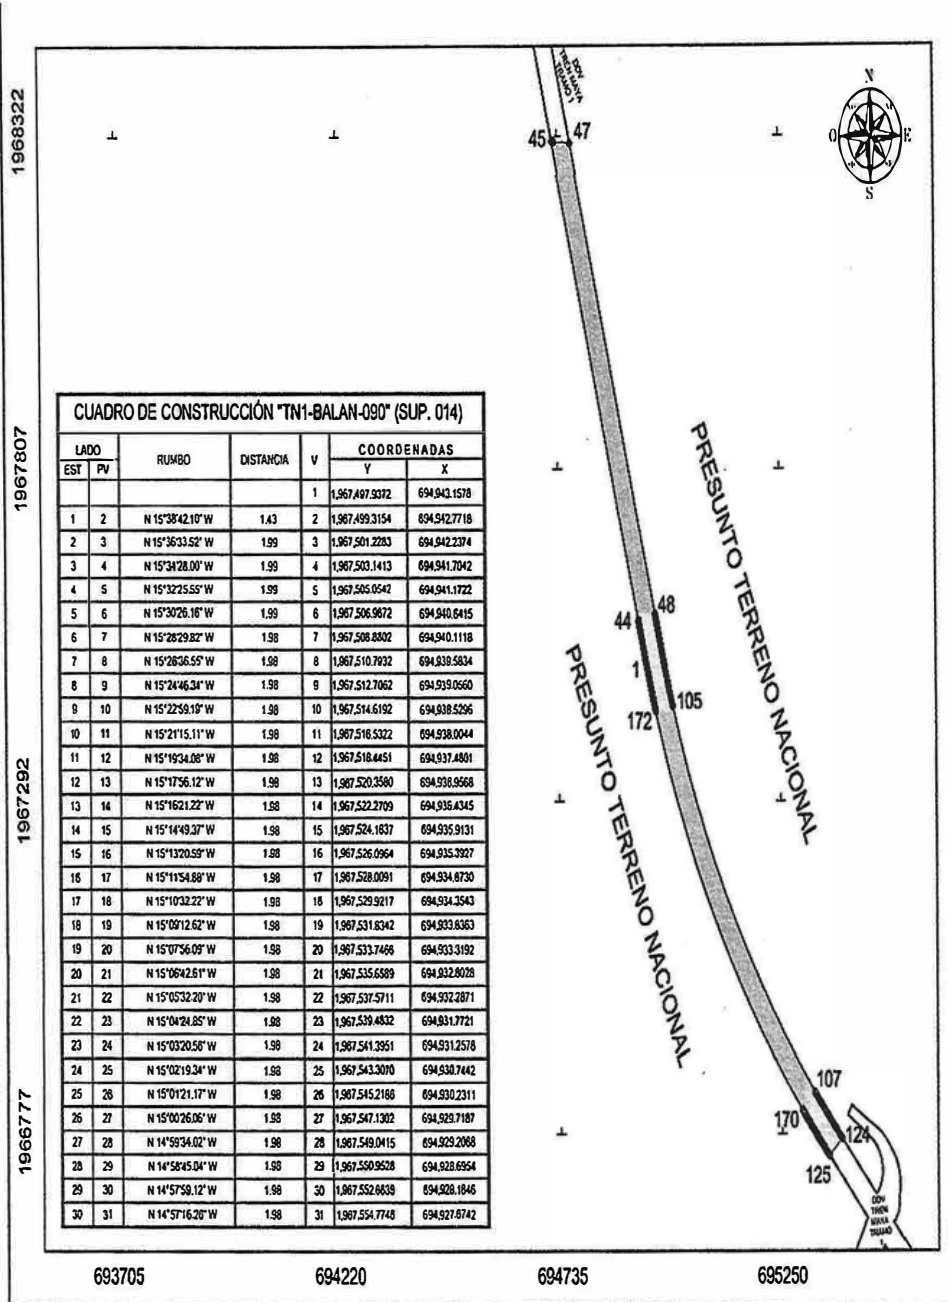 1968322
1967807
1967292
1966777
693705
694220
694735
695250
DDV
TREN MAYA
TRAMO 1
N
O
E
S
45
47
44
48
1
105
172
107
170
124
125
PRESUNTO TERRENO NACIONAL
PRESUNTO TERRENO NACIONAL
DDV
TREN
MAYA
TRAMO
1
CUADRO DE CONSTRUCCIÓN "TN1-BALAN-090" (SUP. 014)
LADO RUMBO DISTANCIA V COORDENADAS
EST PV Y X
1 1,967,497.9372 694,943.1578
1 2 N 15°38'42.10" W 1.43 2 1,967,499.3154 694,942.7718
2 3 N 15°36'33.52" W 1.99 3 1,967,501.2283 694,942.2374
3 4 N 15°34'28.00" W 1.99 4 1,967,503.1413 694,941.7042
4 5 N 15°32'25.55" W 1.99 5 1,967,505.0542 694,941.1722
5 6 N 15°30'26.16" W 1.99 6 1,967,506.9672 694,940.6415
6 7 N 15°28'29.82" W 1.98 7 1,967,508.8802 694,940.1118
7 8 N 15°26'36.55" W 1.98 8 1,967,510.7932 694,939.5834
8 9 N 15°24'46.34" W 1.98 9 1,967,512.7062 694,939.0560
9 10 N 15°22'59.19" W 1.98 10 1,967,514.6192 694,938.5296
10 11 N 15°21'15.11" W 1.98 11 1,967,516.5322 694,938.0044
11 12 N 15°19'34.08" W 1.98 12 1,967,518.4451 694,937.4801
12 13 N 15°17'56.12" W 1.98 13 1,967,520.3580 694,936.9568
13 14 N 15°16'21.22" W 1.98 14 1,967,522.2709 694,936.4345
14 15 N 15°14'49.37" W 1.98 15 1,967,524.1837 694,935.9131
15 16 N 15°13'20.59" W 1.98 16 1,967,526.0964 694,935.3927
16 17 N 15°11'54.88" W 1.98 17 1,967,528.0091 694,934.8730
17 18 N 15°10'32.22" W 1.98 18 1,967,529.9217 694,934.3543
18 19 N 15°09'12.62" W 1.98 19 1,967,531.8342 694,933.8363
19 20 N 15°07'56.09" W 1.98 20 1,967,533.7466 694,933.3192
20 21 N 15°06'42.61" W 1.98 21 1,967,535.6589 694,932.8028
21 22 N 15°05'32.20" W 1.98 22 1,967,537.5711 694,932.2871
22 23 N 15°04'24.85" W 1.98 23 1,967,539.4832 694,931.7721
23 24 N 15°03'20.56" W 1.98 24 1,967,541.3951 694,931.2578
24 25 N 15°02'19.34" W 1.98 25 1,967,543.3070 694,930.7442
25 26 N 15°01'21.17" W 1.98 26 1,967,545.2186 694,930.2311
26 27 N 15°00'26.06" W 1.98 27 1,967,547.1302 694,929.7187
27 28 N 14°59'34.02" W 1.98 28 1,967,549.0415 694,929.2068
28 29 N 14°58'45.04" W 1.98 29 1,967,550.9528 694,928.6954
29 30 N 14°57'59.12" W 1.98 30 1,967,552.8639 694,928.1846
30 31 N 14°57'16.26" W 1.98 31 1,967,554.7748 694,927.6742